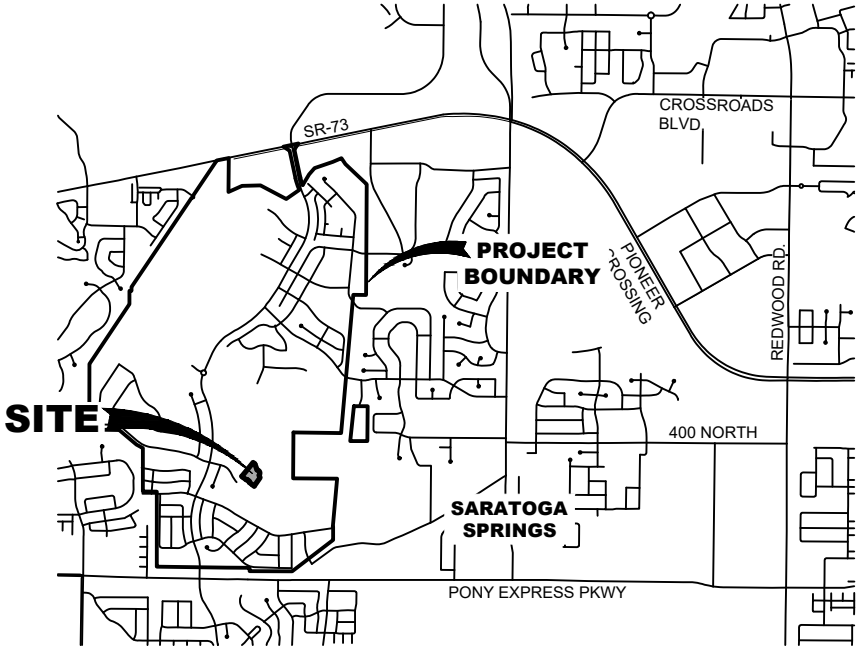 CROSSROADS
BLVD
SR-73
PROJECT
BOUNDARY
PIONEER
CROSSING
REDWOOD RD.
SITE
400 NORTH
SARATOGA
SPRINGS
PONY EXPRESS PKWY